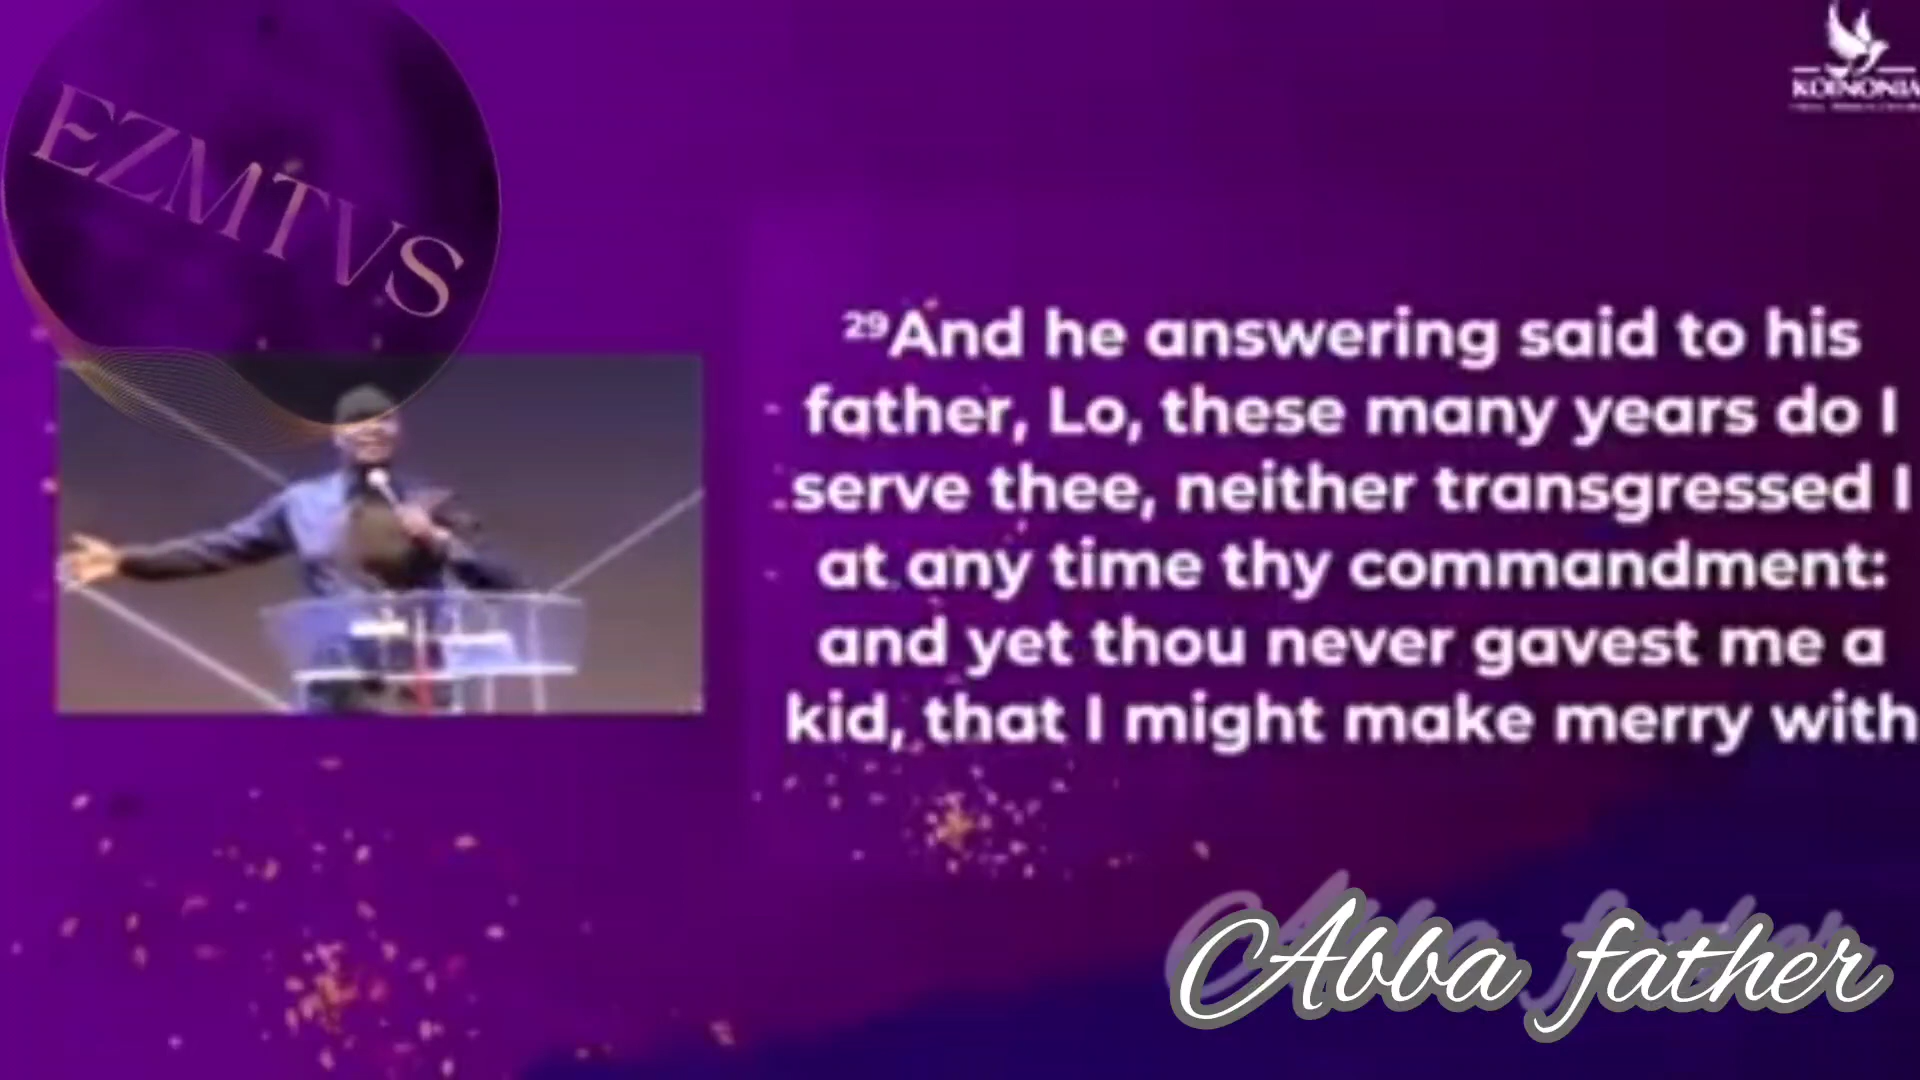 EZMTVS
KOINONIA
²⁹And he answering said to his
father, Lo, these many years do I
serve thee, neither transgressed I
at any time thy commandment:
and yet thou never gavest me a
kid, that I might make merry with
Abba father